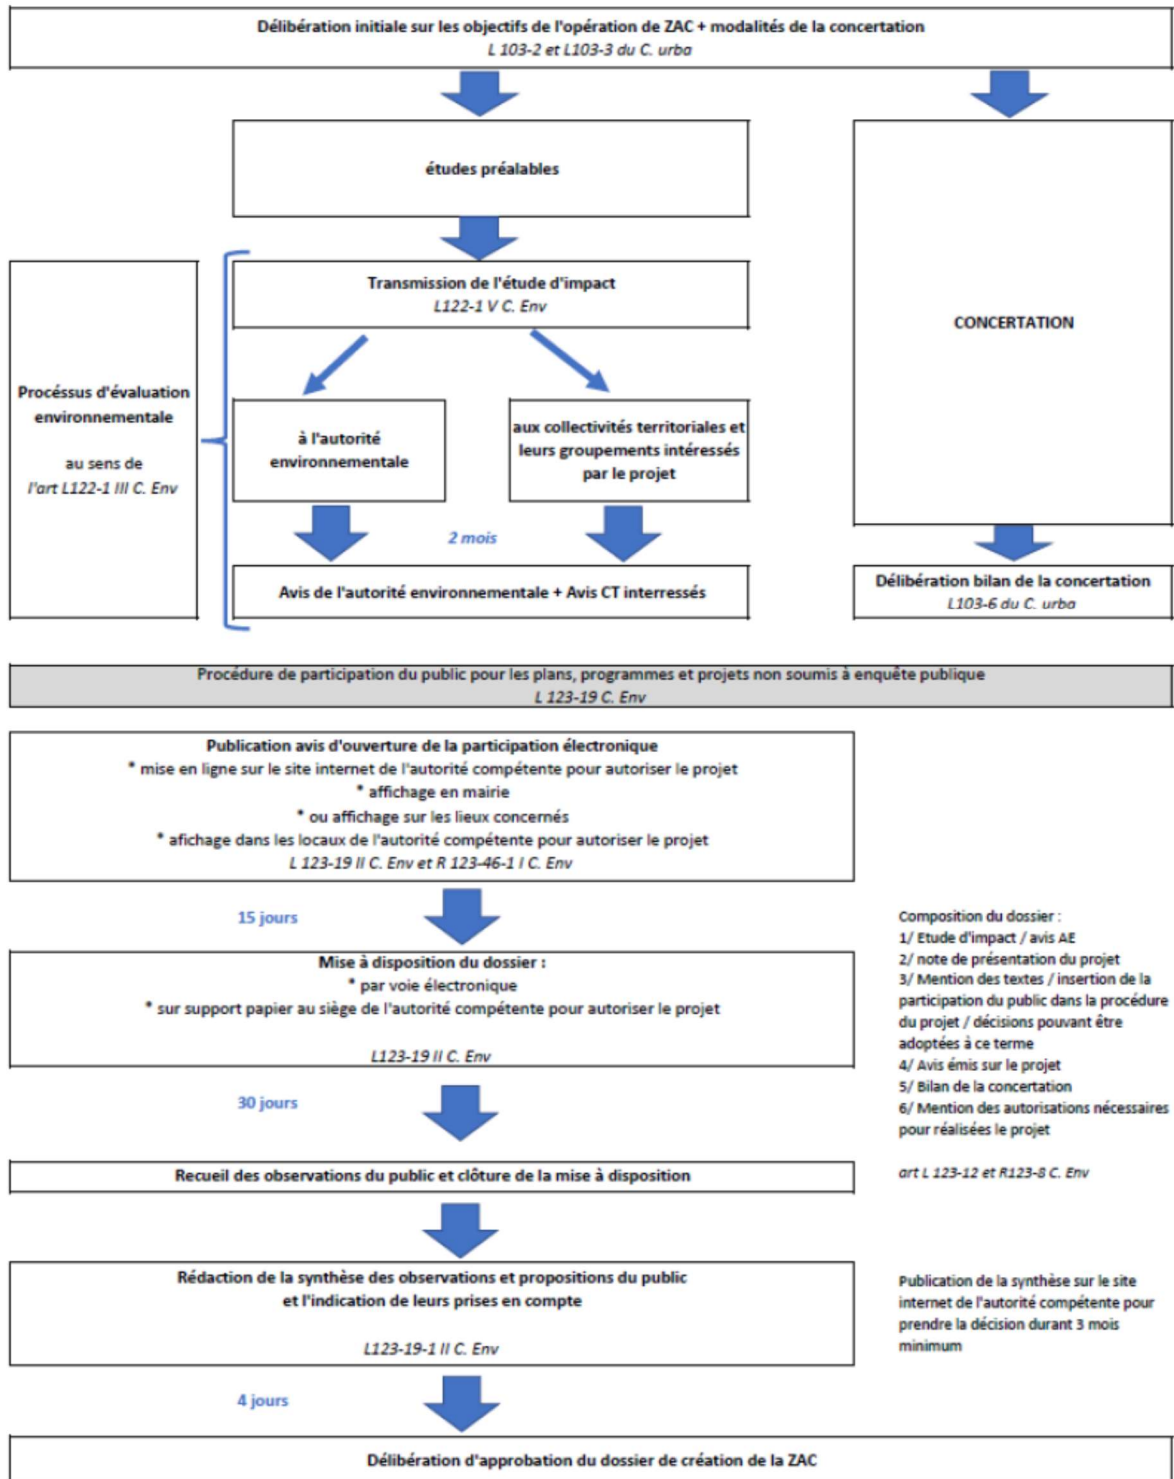 Délibération initiale sur les objectifs de l'opération de ZAC + modalités de la concertation
L 103-2 et L103-3 du C. urba
études préalables
Transmission de l'étude d'impact
L122-1 V C. Env
CONCERTATION
Procéssus d'évaluation
environnementale
au sens de
l'art L122-1 III C. Env
à l'autorité
environnementale
aux collectivités territoriales et
leurs groupements intéressés
par le projet
2 mois
Avis de l'autorité environnementale + Avis CT interressés
Délibération bilan de la concertation
L103-6 du C. urba
Procédure de participation du public pour les plans, programmes et projets non soumis à enquête publique
L 123-19 C. Env
Publication avis d'ouverture de la participation électronique
* mise en ligne sur le site internet de l'autorité compétente pour autoriser le projet
* affichage en mairie
* ou affichage sur les lieux concernés
* afichage dans les locaux de l'autorité compétente pour autoriser le projet
L 123-19 II C. Env et R 123-46-1 I C. Env
15 jours
Mise à disposition du dossier :
* par voie électronique
* sur support papier au siège de l'autorité compétente pour autoriser le projet
L123-19 II C. Env
30 jours
Recueil des observations du public et clôture de la mise à disposition
Composition du dossier :
1/ Etude d'impact / avis AE
2/ note de présentation du projet
3/ Mention des textes / insertion de la
participation du public dans la procédure
du projet / décisions pouvant être
adoptées à ce terme
4/ Avis émis sur le projet
5/ Bilan de la concertation
6/ Mention des autorisations nécessaires
pour réalisées le projet
art L 123-12 et R123-8 C. Env
Rédaction de la synthèse des observations et propositions du public
et l'indication de leurs prises en compte
L123-19-1 II C. Env
Publication de la synthèse sur le site
internet de l'autorité compétente pour
prendre la décision durant 3 mois
minimum
4 jours
Délibération d'approbation du dossier de création de la ZAC